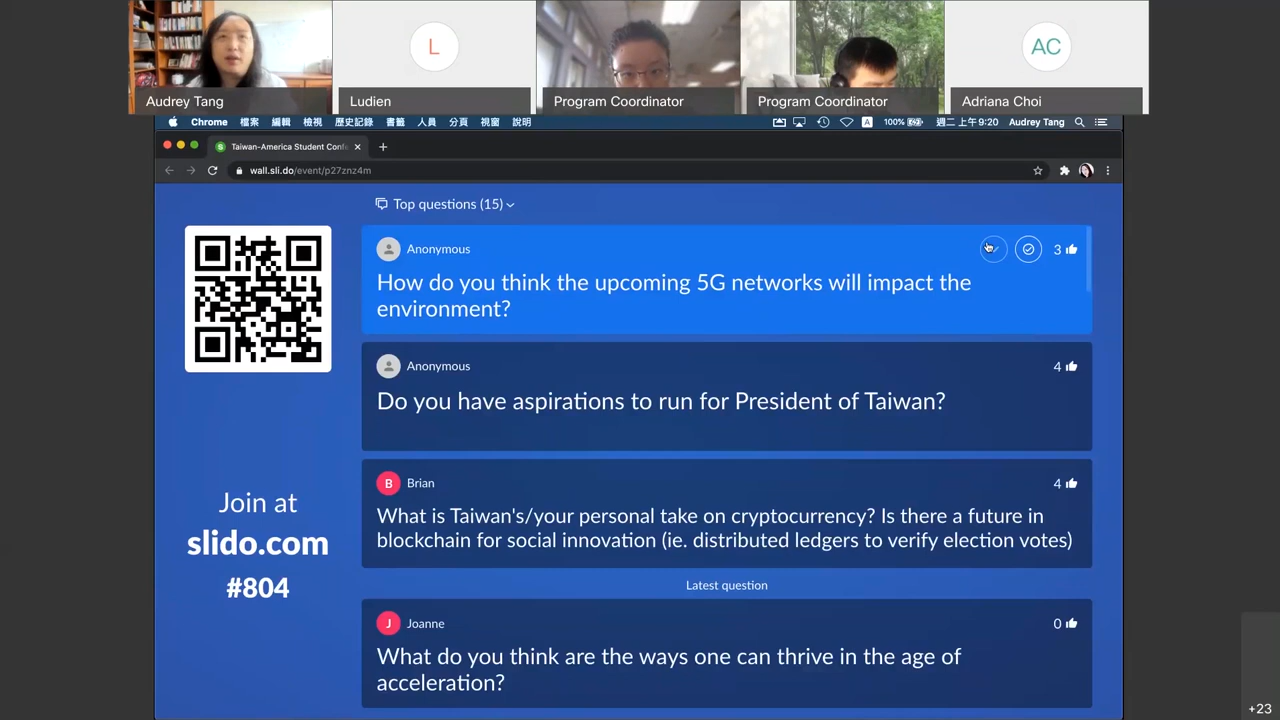 Audrey Tang
L
Ludien
Program Coordinator
Program Coordinator
AC
Adriana Choi
Chrome 檔案 編輯 檢視 歷史記錄 書籤 人員 分頁 視窗 說明 A 100% 週二 上午9:20 Audrey Tang
S Taiwan-America Student Confe
wall.sli.do/event/p27znz4m
Top questions (15)
Anonymous
3
How do you think the upcoming 5G networks will impact the
environment?
Anonymous
4
Do you have aspirations to run for President of Taiwan?
B Brian
4
What is Taiwan's/your personal take on cryptocurrency? Is there a future in
blockchain for social innovation (ie. distributed ledgers to verify election votes)
Join at
slido.com
#804
Latest question
J Joanne
0
What do you think are the ways one can thrive in the age of
acceleration?
+23